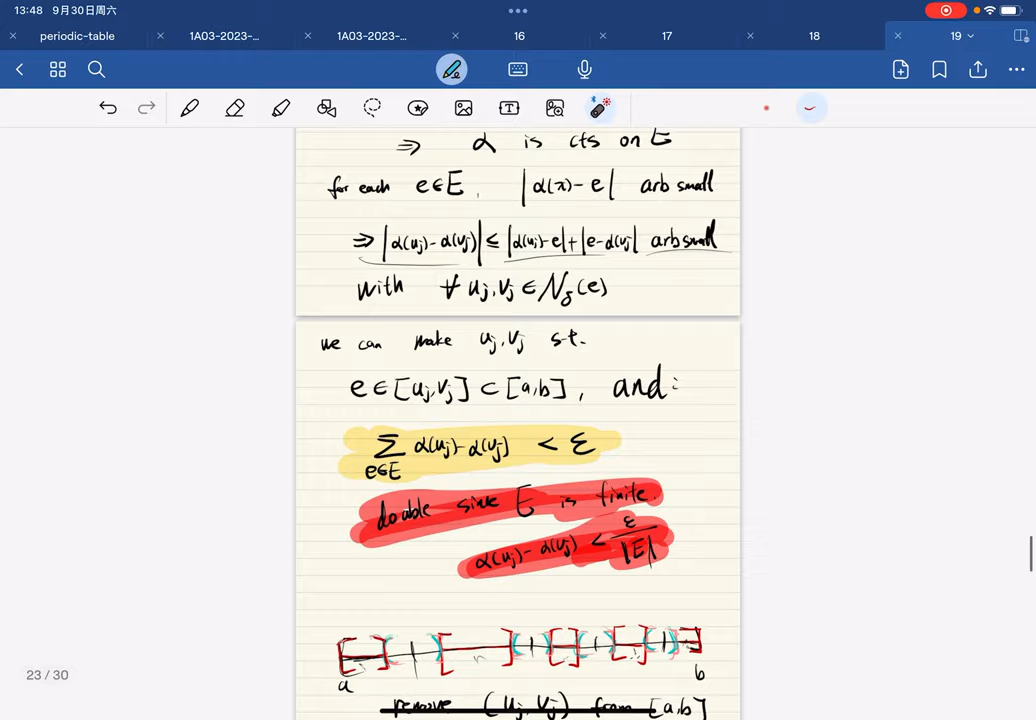 13:48 9月30日周六
periodic-table
1A03-2023-...
1A03-2023-...
16
17
18
19
⇒ α is cts on E
for each e∈E, |α(x)-e| arb small
⇒ |α(uj)-α(vj)| ≤ |α(uj)-e|+|e-α(vj)| arb small
with ∀ uj,vj ∈ Nδ(e)
we can make uj,vj s.t.
e∈[uj,vj]⊂[a,b], and:
Σ α(uj)-α(vj) < ε
e∈E
doable since E is finite.
α(uj)-α(vj) < ε/|E|
a b
remove (uj,vj) from [a,b]
23 / 30